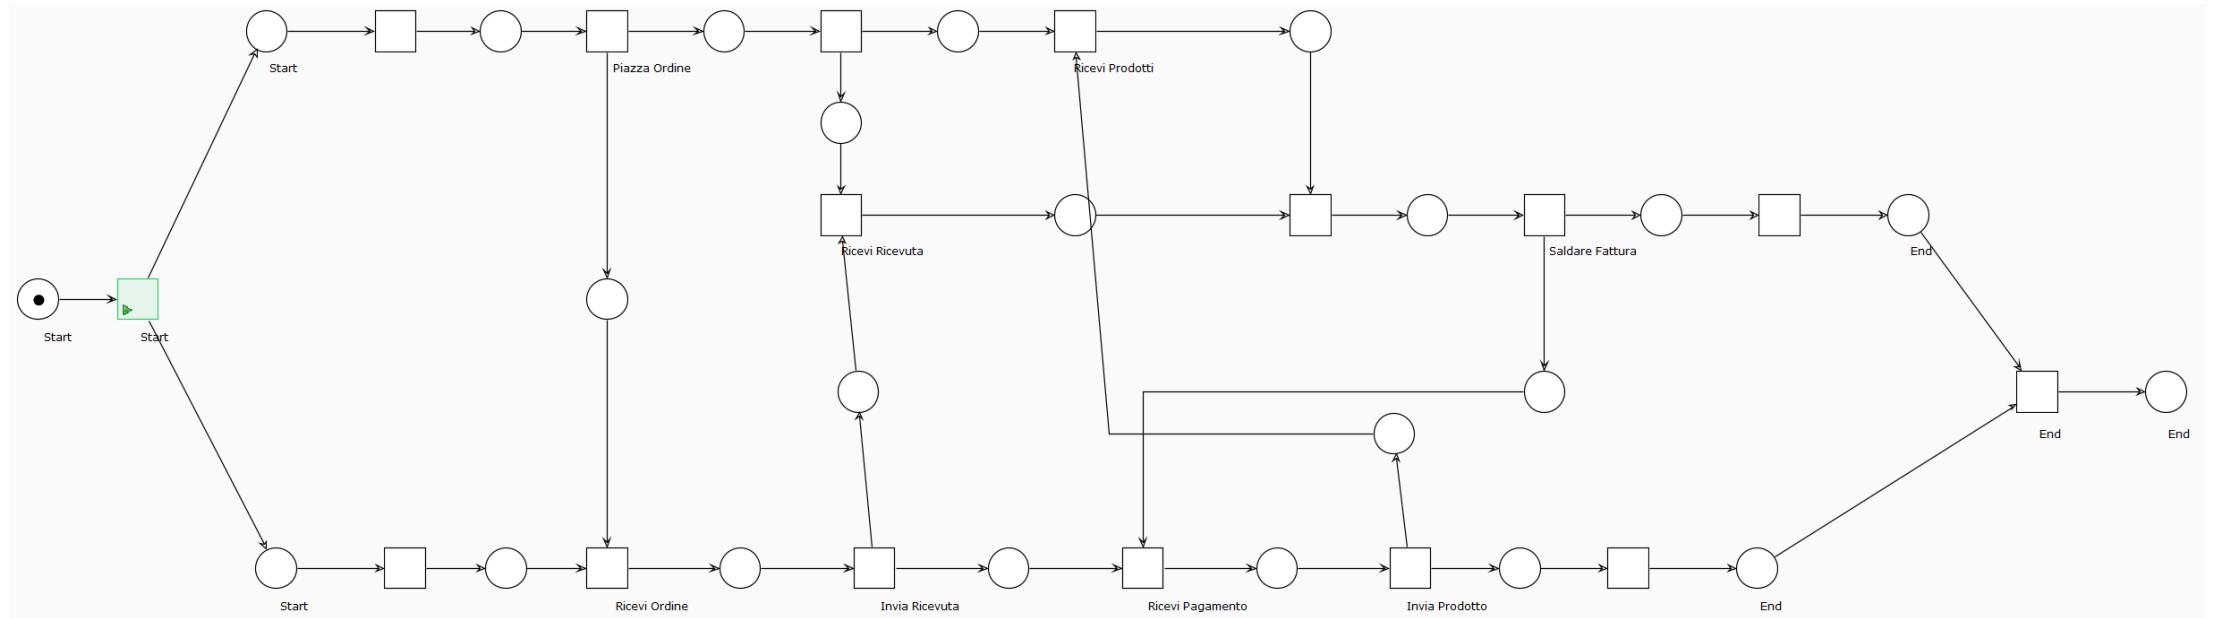 Start
Piazza Ordine
Ricevi Prodotti
Ricevi Ricevuta
Saldare Fattura
End
Start
Start
End
End
Start
Ricevi Ordine
Invia Ricevuta
Ricevi Pagamento
Invia Prodotto
End